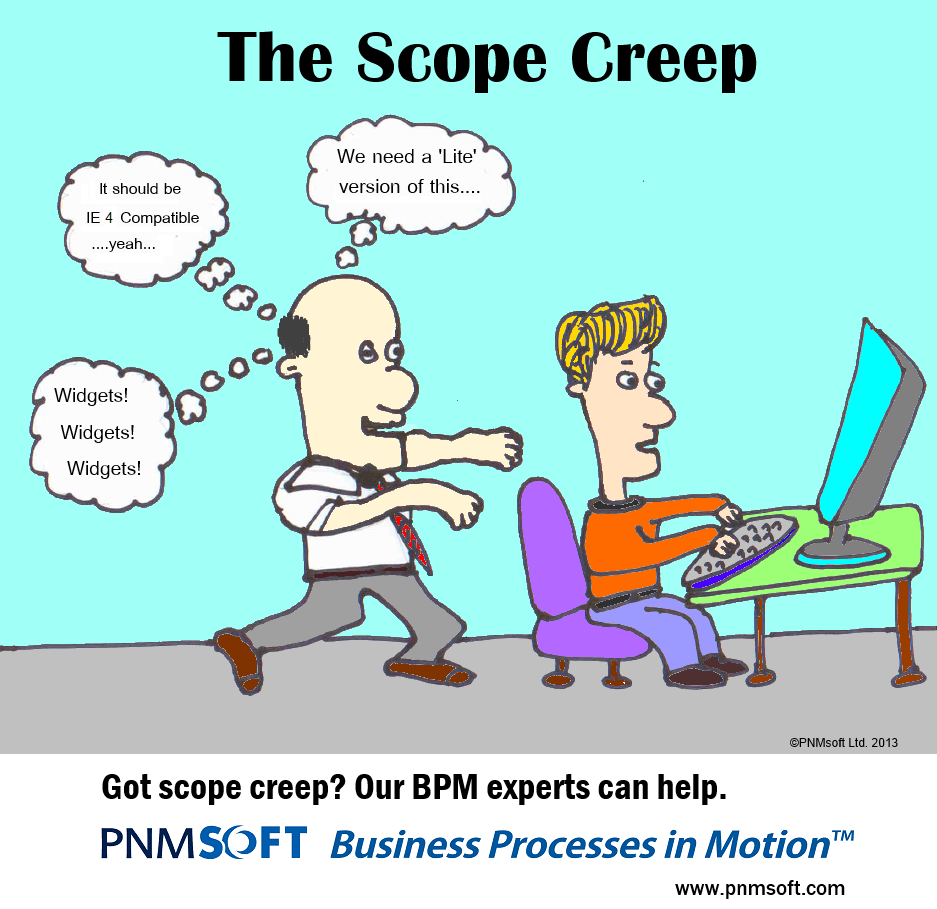 The Scope Creep
We need a 'Lite'
version of this....
It should be
IE 4 Compatible
....yeah...
Widgets!
Widgets!
Widgets!
©PNMsoft Ltd. 2013
Got scope creep? Our BPM experts can help.
PNMSOFT Business Processes in Motion™
www.pnmsoft.com